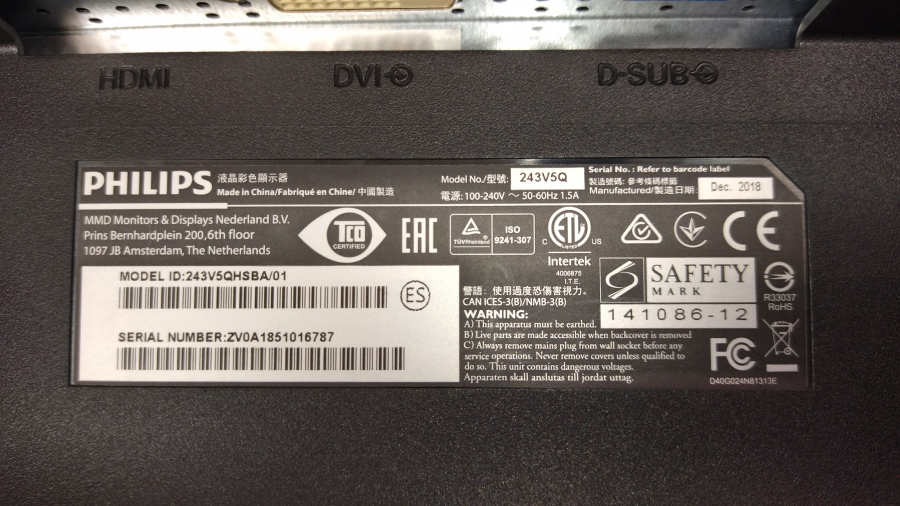 HDMI
DVI
D-SUB
PHILIPS 液晶彩色顯示器
Made in China/Fabriqué en Chine/ 中國製造
Model No./型號: 243V5Q
電源: 100-240V ～ 50-60Hz 1.5A
Serial No. : Refer to barcode label
製造號碼: 參考條碼標籤
Manufactured/製造日期: Dec. 2018
MMD Monitors & Displays Nederland B.V.
Prins Bernhardplein 200,6th floor
1097 JB Amsterdam, The Netherlands
TCO
CERTIFIED
EAC
TÜVRheinland
ISO
9241-307
C ETL US
LISTED
Intertek
4006875
I.T.E.
CE
MODEL ID:243V5QHSBA/01
ES
SERIAL NUMBER:ZV0A1851016787
警語: 使用過度恐傷害視力。
CAN ICES-3(B)/NMB-3(B)
WARNING:
A) This apparatus must be earthed.
B) Live parts are made accessible when backcover is removed
C) Always remove mains plug from wall socket before any
service operations. Never remove covers unless qualified to
do so. This unit contains dangerous voltages.
Apparaten skall anslutas till jordat uttag.
SAFETY
MARK
141086-12
R33037
RoHS
FC
D40G024N81313E